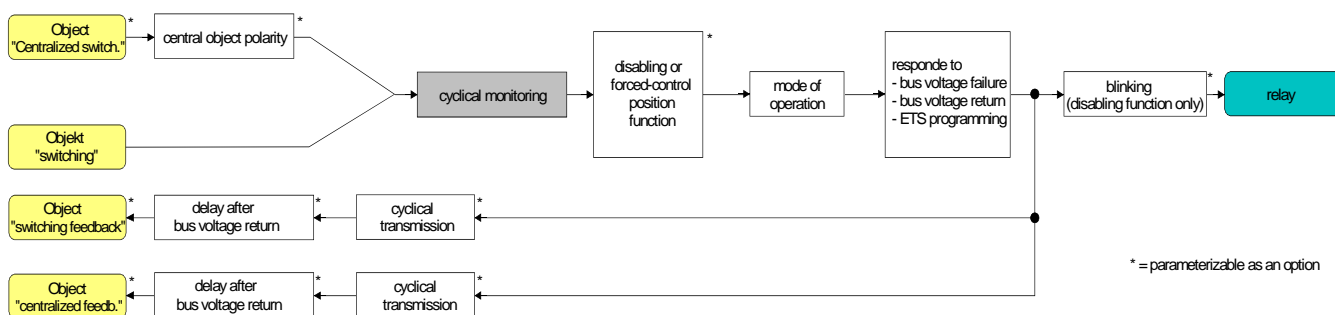 Object
"Centralized switch."
*
central object polarity
*
Objekt
"switching"
cyclical monitoring
disabling or
forced-control
position
function
*
mode of
operation
responde to
- bus voltage failure
- bus voltage return
- ETS programming
blinking
(disabling function only)
*
relay
Object
"switching feedback"
*
delay after
bus voltage return
*
cyclical
transmission
*
Object
"centralized feedb."
*
delay after
bus voltage return
*
cyclical
transmission
*
* = parameterizable as an option